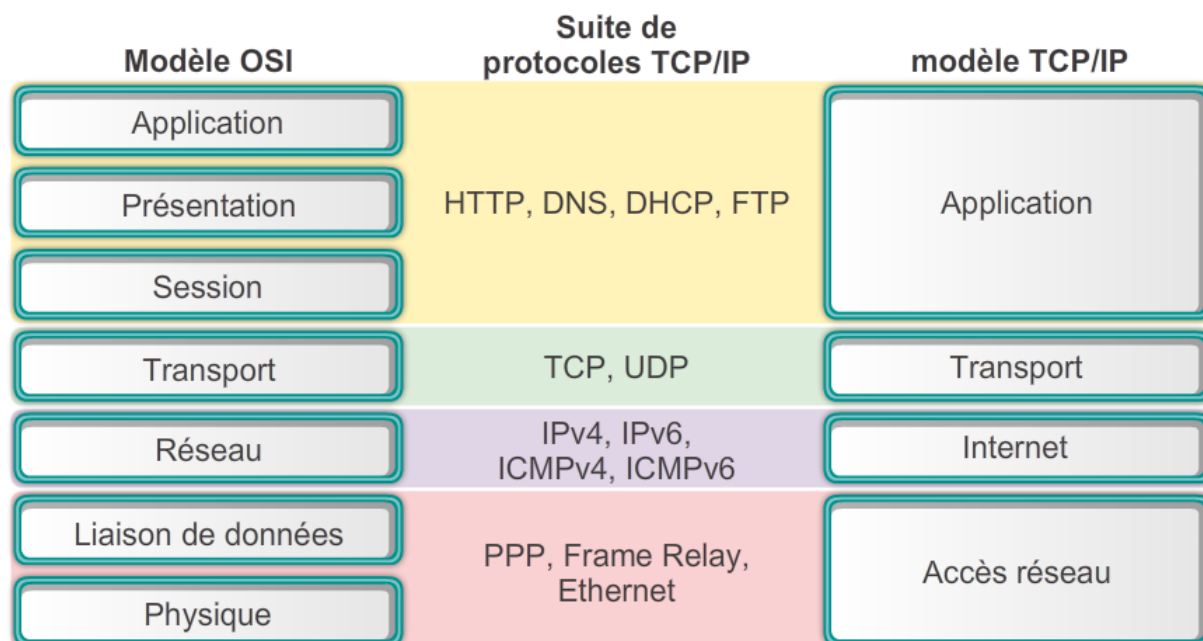 Modèle OSI
Suite de
protocoles TCP/IP
modèle TCP/IP
Application
Présentation
Session
HTTP, DNS, DHCP, FTP
Application
Transport
TCP, UDP
Transport
Réseau
IPv4, IPv6,
ICMPv4, ICMPv6
Internet
Liaison de données
Physique
PPP, Frame Relay,
Ethernet
Accès réseau